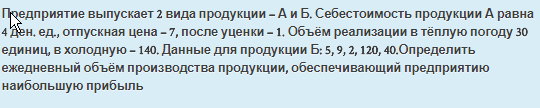 Предприятие выпускает 2 вида продукции – А и Б. Себестоимость продукции А равна
4 ден. ед., отпускная цена – 7, после уценки – 1. Объём реализации в тёплую погоду 30
единиц, в холодную – 140. Данные для продукции Б: 5, 9, 2, 120, 40.Определить
ежедневный объём производства продукции, обеспечивающий предприятию
наибольшую прибыль